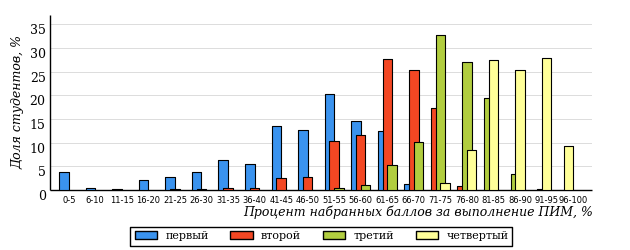 Доля студентов, %
35
30
25
20
15
10
5
0
0-5 6-10 11-15 16-20 21-25 26-30 31-35 36-40 41-45 46-50 51-55 56-60 61-65 66-70 71-75 76-80 81-85 86-90 91-95 96-100
Процент набранных баллов за выполнение ПИМ, %
первый второй третий четвертый